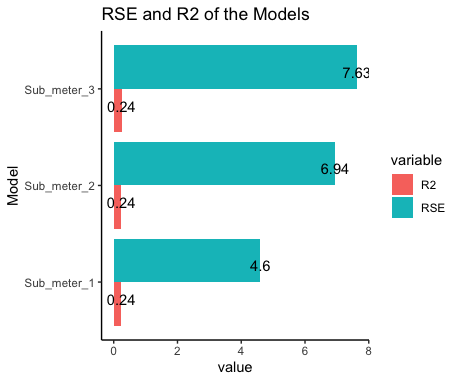 RSE and R2 of the Models
Model
Sub_meter_3
7.63
0.24
Sub_meter_2
6.94
0.24
Sub_meter_1
4.6
0.24
0 2 4 6 8
value
variable
R2
RSE